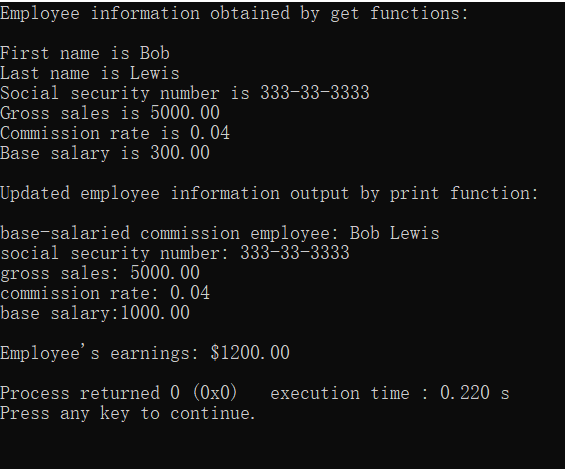 Employee information obtained by get functions:
First name is Bob
Last name is Lewis
Social security number is 333-33-3333
Gross sales is 5000.00
Commission rate is 0.04
Base salary is 300.00
Updated employee information output by print function:
base-salaried commission employee: Bob Lewis
social security number: 333-33-3333
gross sales: 5000.00
commission rate: 0.04
base salary:1000.00
Employee's earnings: $1200.00
Process returned 0 (0x0)   execution time : 0.220 s
Press any key to continue.